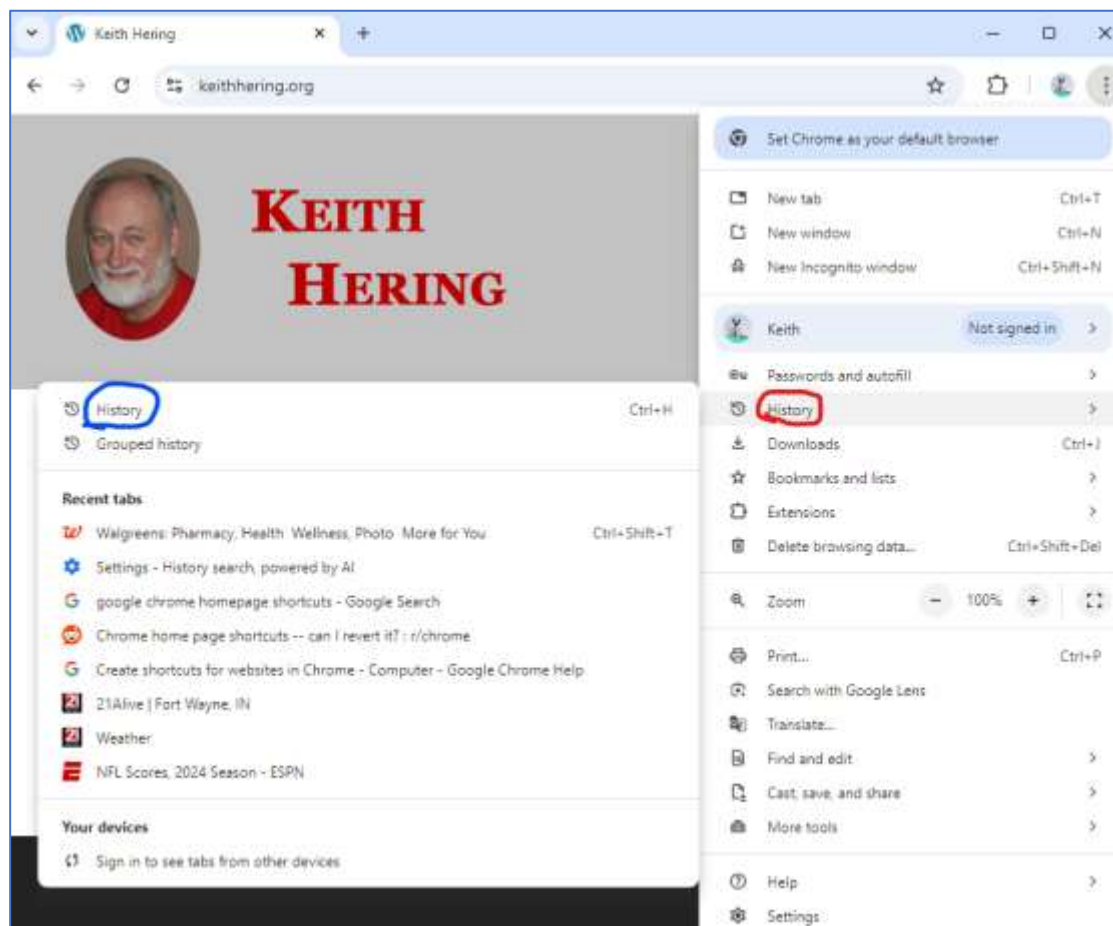 Keith Hering
keithhering.org
KEITH
HERING
Set Chrome as your default browser
New tab Ctrl+T
New window Ctrl+N
New Incognito window Ctrl+Shift+N
Keith Not signed in
Passwords and autofill
History
Downloads Ctrl+J
Bookmarks and lists
Extensions
Delete browsing data... Ctrl+Shift+Del
Zoom - 100% +
Print... Ctrl+P
Search with Google Lens
Translate...
Find and edit
Cast, save, and share
More tools
Help
Settings
History Ctrl+H
Grouped history
Recent tabs
Walgreens: Pharmacy, Health Wellness, Photo More for You Ctrl+Shift+T
Settings - History search, powered by AI
google chrome homepage shortcuts - Google Search
Chrome home page shortcuts -- can I revert it? : r/chrome
Create shortcuts for websites in Chrome - Computer - Google Chrome Help
21Alive | Fort Wayne, IN
Weather
NFL Scores, 2024 Season - ESPN
Your devices
Sign in to see tabs from other devices